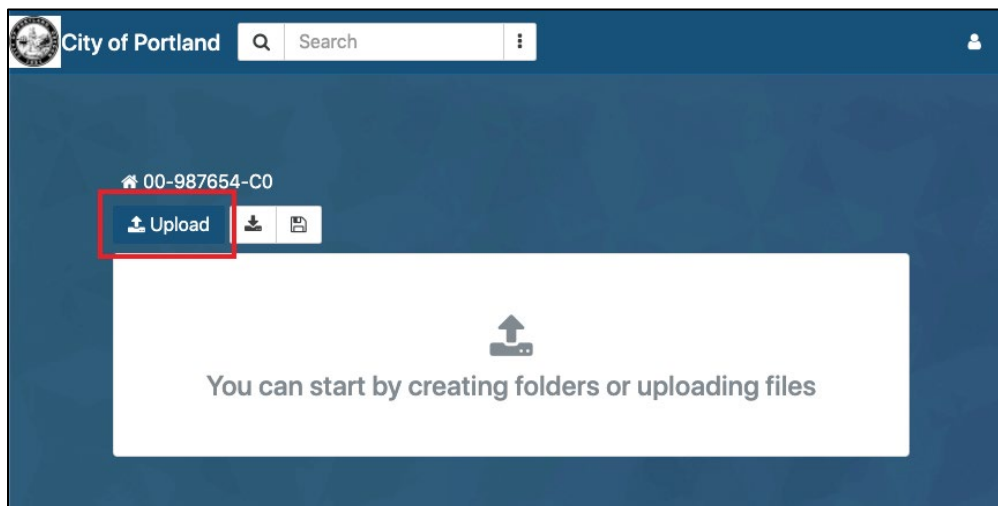 City of Portland Search
00-987654-C0
Upload
You can start by creating folders or uploading files